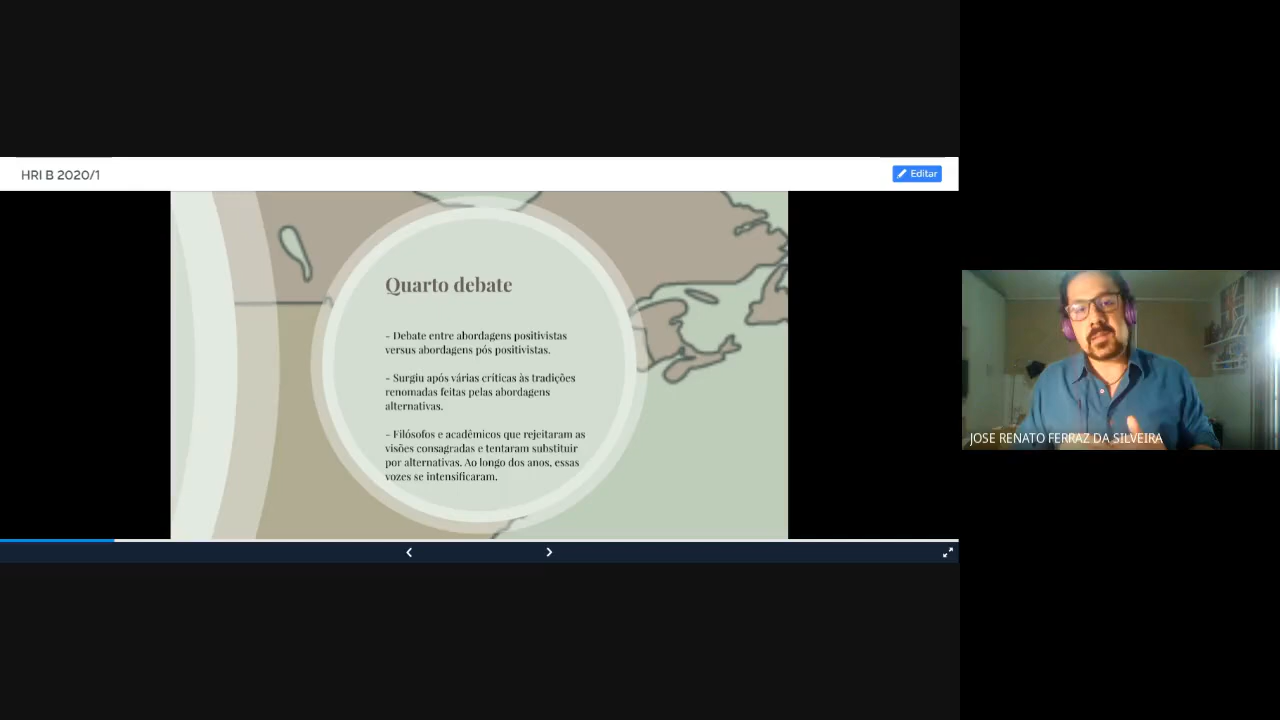 HRI B 2020/1
Editar
Quarto debate
- Debate entre abordagens positivistas
versus abordagens pós positivistas.
- Surgiu após várias críticas às tradições
renomadas feitas pelas abordagens
alternativas.
- Filósofos e acadêmicos que rejeitaram as
visões consagradas e tentaram substituir
por alternativas. Ao longo dos anos, essas
vozes se intensificaram.
JOSE RENATO FERRAZ DA SILVEIRA